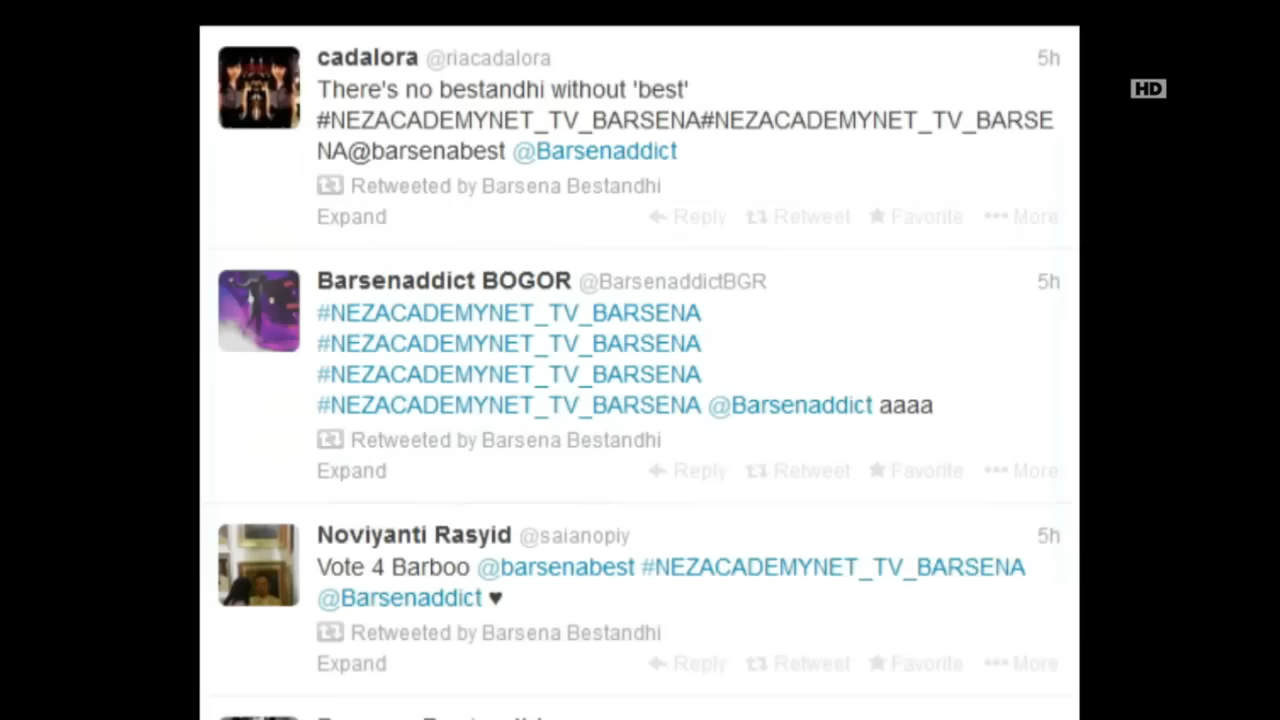 cadalora @riacadalora 5h
There's no bestandhi without 'best'
#NEZACADEMYNET_TV_BARSENA#NEZACADEMYNET_TV_BARSE
NA@barsenabest @Barsenaddict
Retweeted by Barsena Bestandhi
Expand Reply Retweet Favorite More
HD
Barsenaddict BOGOR @BarsenaddictBGR 5h
#NEZACADEMYNET_TV_BARSENA
#NEZACADEMYNET_TV_BARSENA
#NEZACADEMYNET_TV_BARSENA
#NEZACADEMYNET_TV_BARSENA @Barsenaddict aaaa
Retweeted by Barsena Bestandhi
Expand Reply Retweet Favorite More
Noviyanti Rasyid @saianopiy 5h
Vote 4 Barboo @barsenabest #NEZACADEMYNET_TV_BARSENA
@Barsenaddict ♥
Retweeted by Barsena Bestandhi
Expand Reply Retweet Favorite More